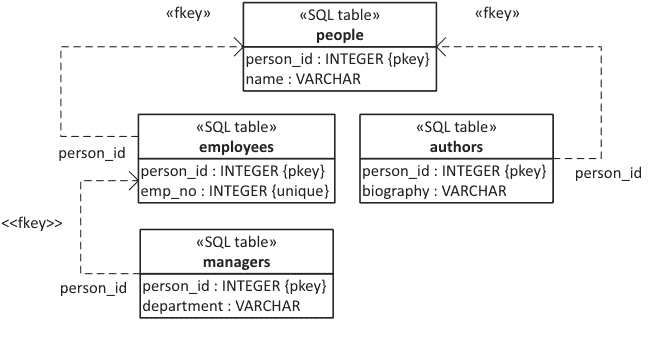 «fkey»
«SQL table»
people
person_id : INTEGER {pkey}
name : VARCHAR
«fkey»
«SQL table»
employees
person_id : INTEGER {pkey}
emp_no : INTEGER {unique}
person_id
«SQL table»
authors
person_id : INTEGER {pkey}
biography : VARCHAR
person_id
<<fkey>>
«SQL table»
managers
person_id : INTEGER {pkey}
department : VARCHAR
person_id